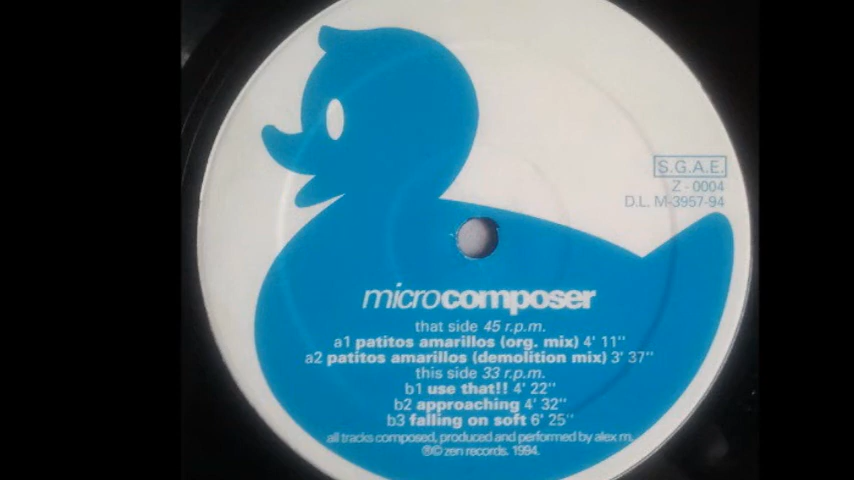 S.G.A.E.
Z - 0004
D.L. M-3957-94
microcomposer
that side 45 r.p.m.
a1 patitos amarillos (org. mix) 4' 11''
a2 patitos amarillos (demolition mix) 3' 37''
this side 33 r.p.m.
b1 use that!! 4' 22''
b2 approaching 4' 32''
b3 falling on soft 6' 25''
all tracks composed, produced and performed by alex m.
®© zen records. 1994.